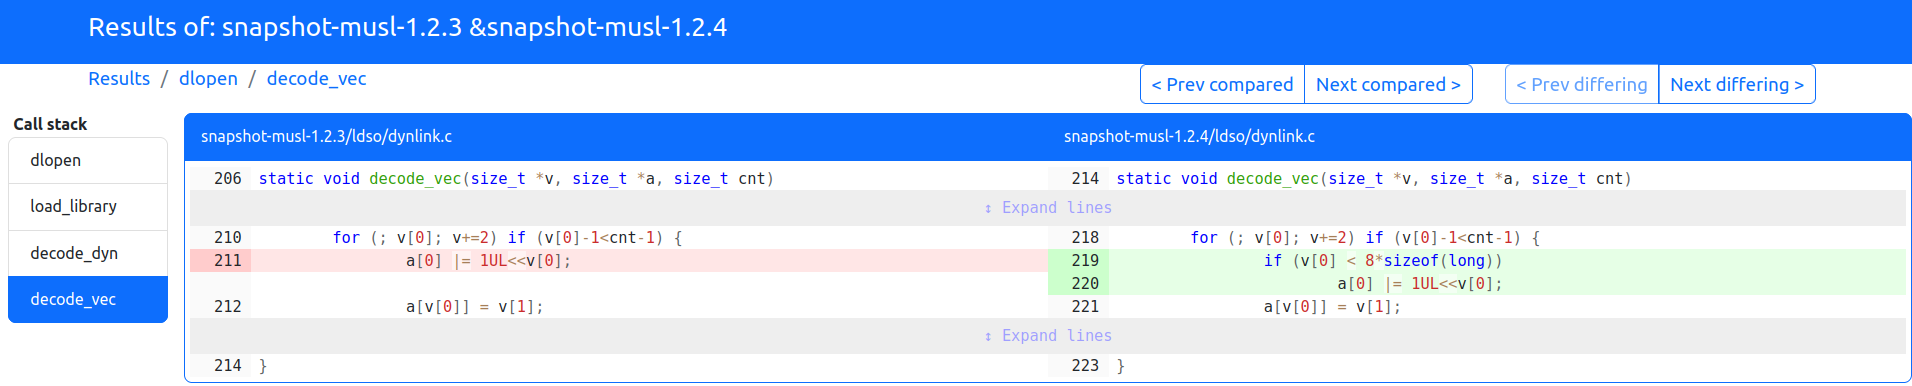 Results of: snapshot-musl-1.2.3 &snapshot-musl-1.2.4
Results / dlopen / decode_vec
< Prev compared Next compared > < Prev differing Next differing >
Call stack
dlopen
load_library
decode_dyn
decode_vec
snapshot-musl-1.2.3/ldso/dynlink.c snapshot-musl-1.2.4/ldso/dynlink.c
206 static void decode_vec(size_t *v, size_t *a, size_t cnt) 214 static void decode_vec(size_t *v, size_t *a, size_t cnt)
↕ Expand lines
210 for (; v[0]; v+=2) if (v[0]-1<cnt-1) { 218 for (; v[0]; v+=2) if (v[0]-1<cnt-1) {
211 a[0] |= 1UL<<v[0]; 219 if (v[0] < 8*sizeof(long))
220 a[0] |= 1UL<<v[0];
212 a[v[0]] = v[1]; 221 a[v[0]] = v[1];
↕ Expand lines
214 } 223 }